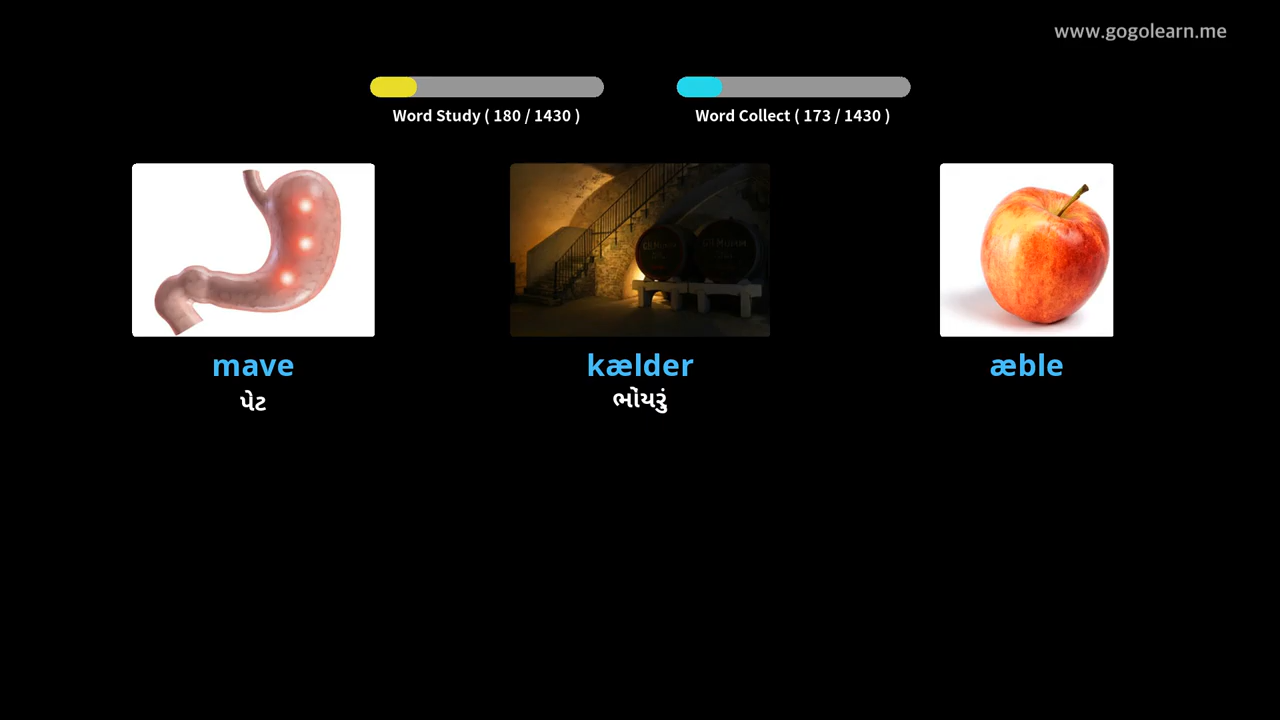 www.gogolearn.me
Word Study ( 180 / 1430 )
Word Collect ( 173 / 1430 )
mave
kælder
æble
પેટ
ભોંયરું